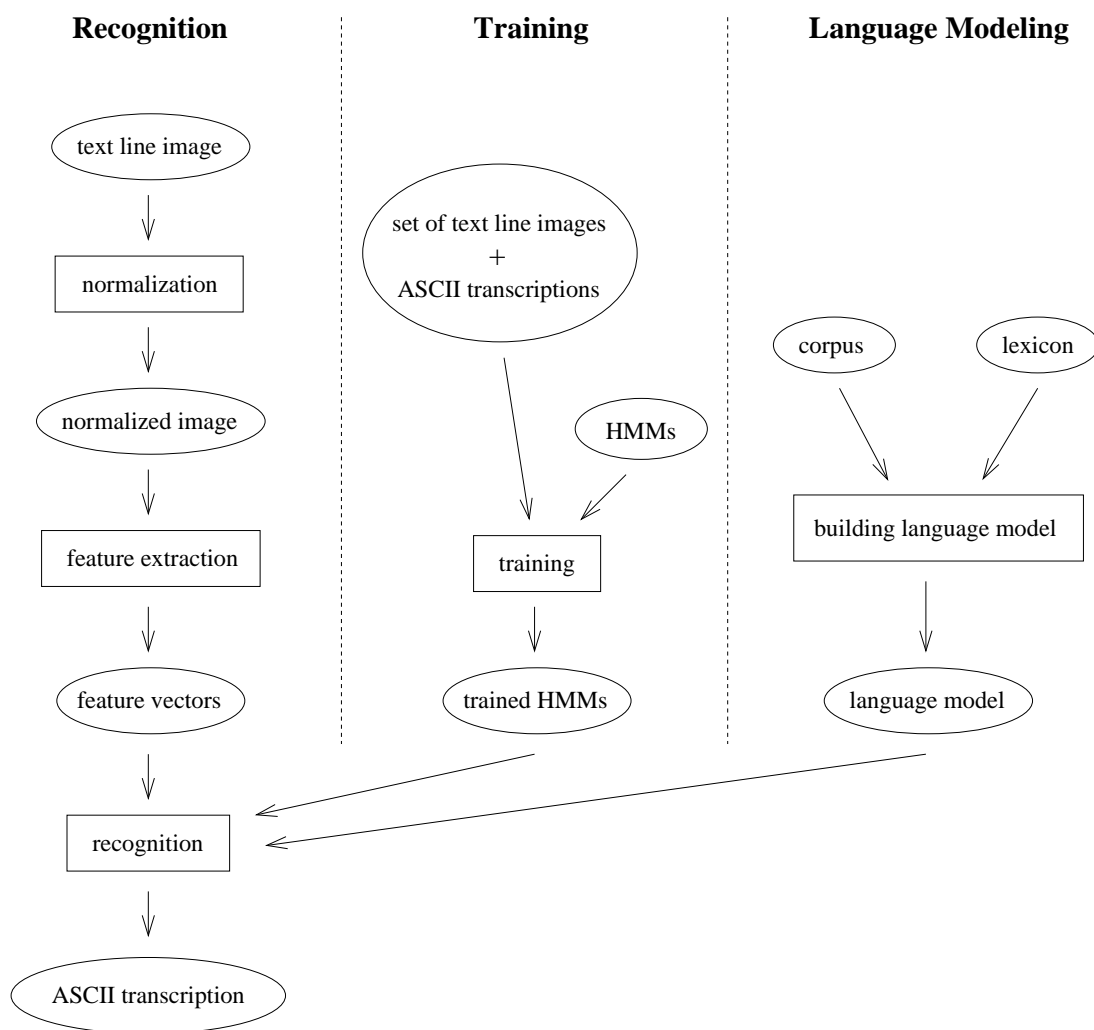 Recognition
Training
Language Modeling
text line image
normalization
normalized image
feature extraction
feature vectors
recognition
ASCII transcription
set of text line images
+
ASCII transcriptions
HMMs
training
trained HMMs
corpus
lexicon
building language model
language model